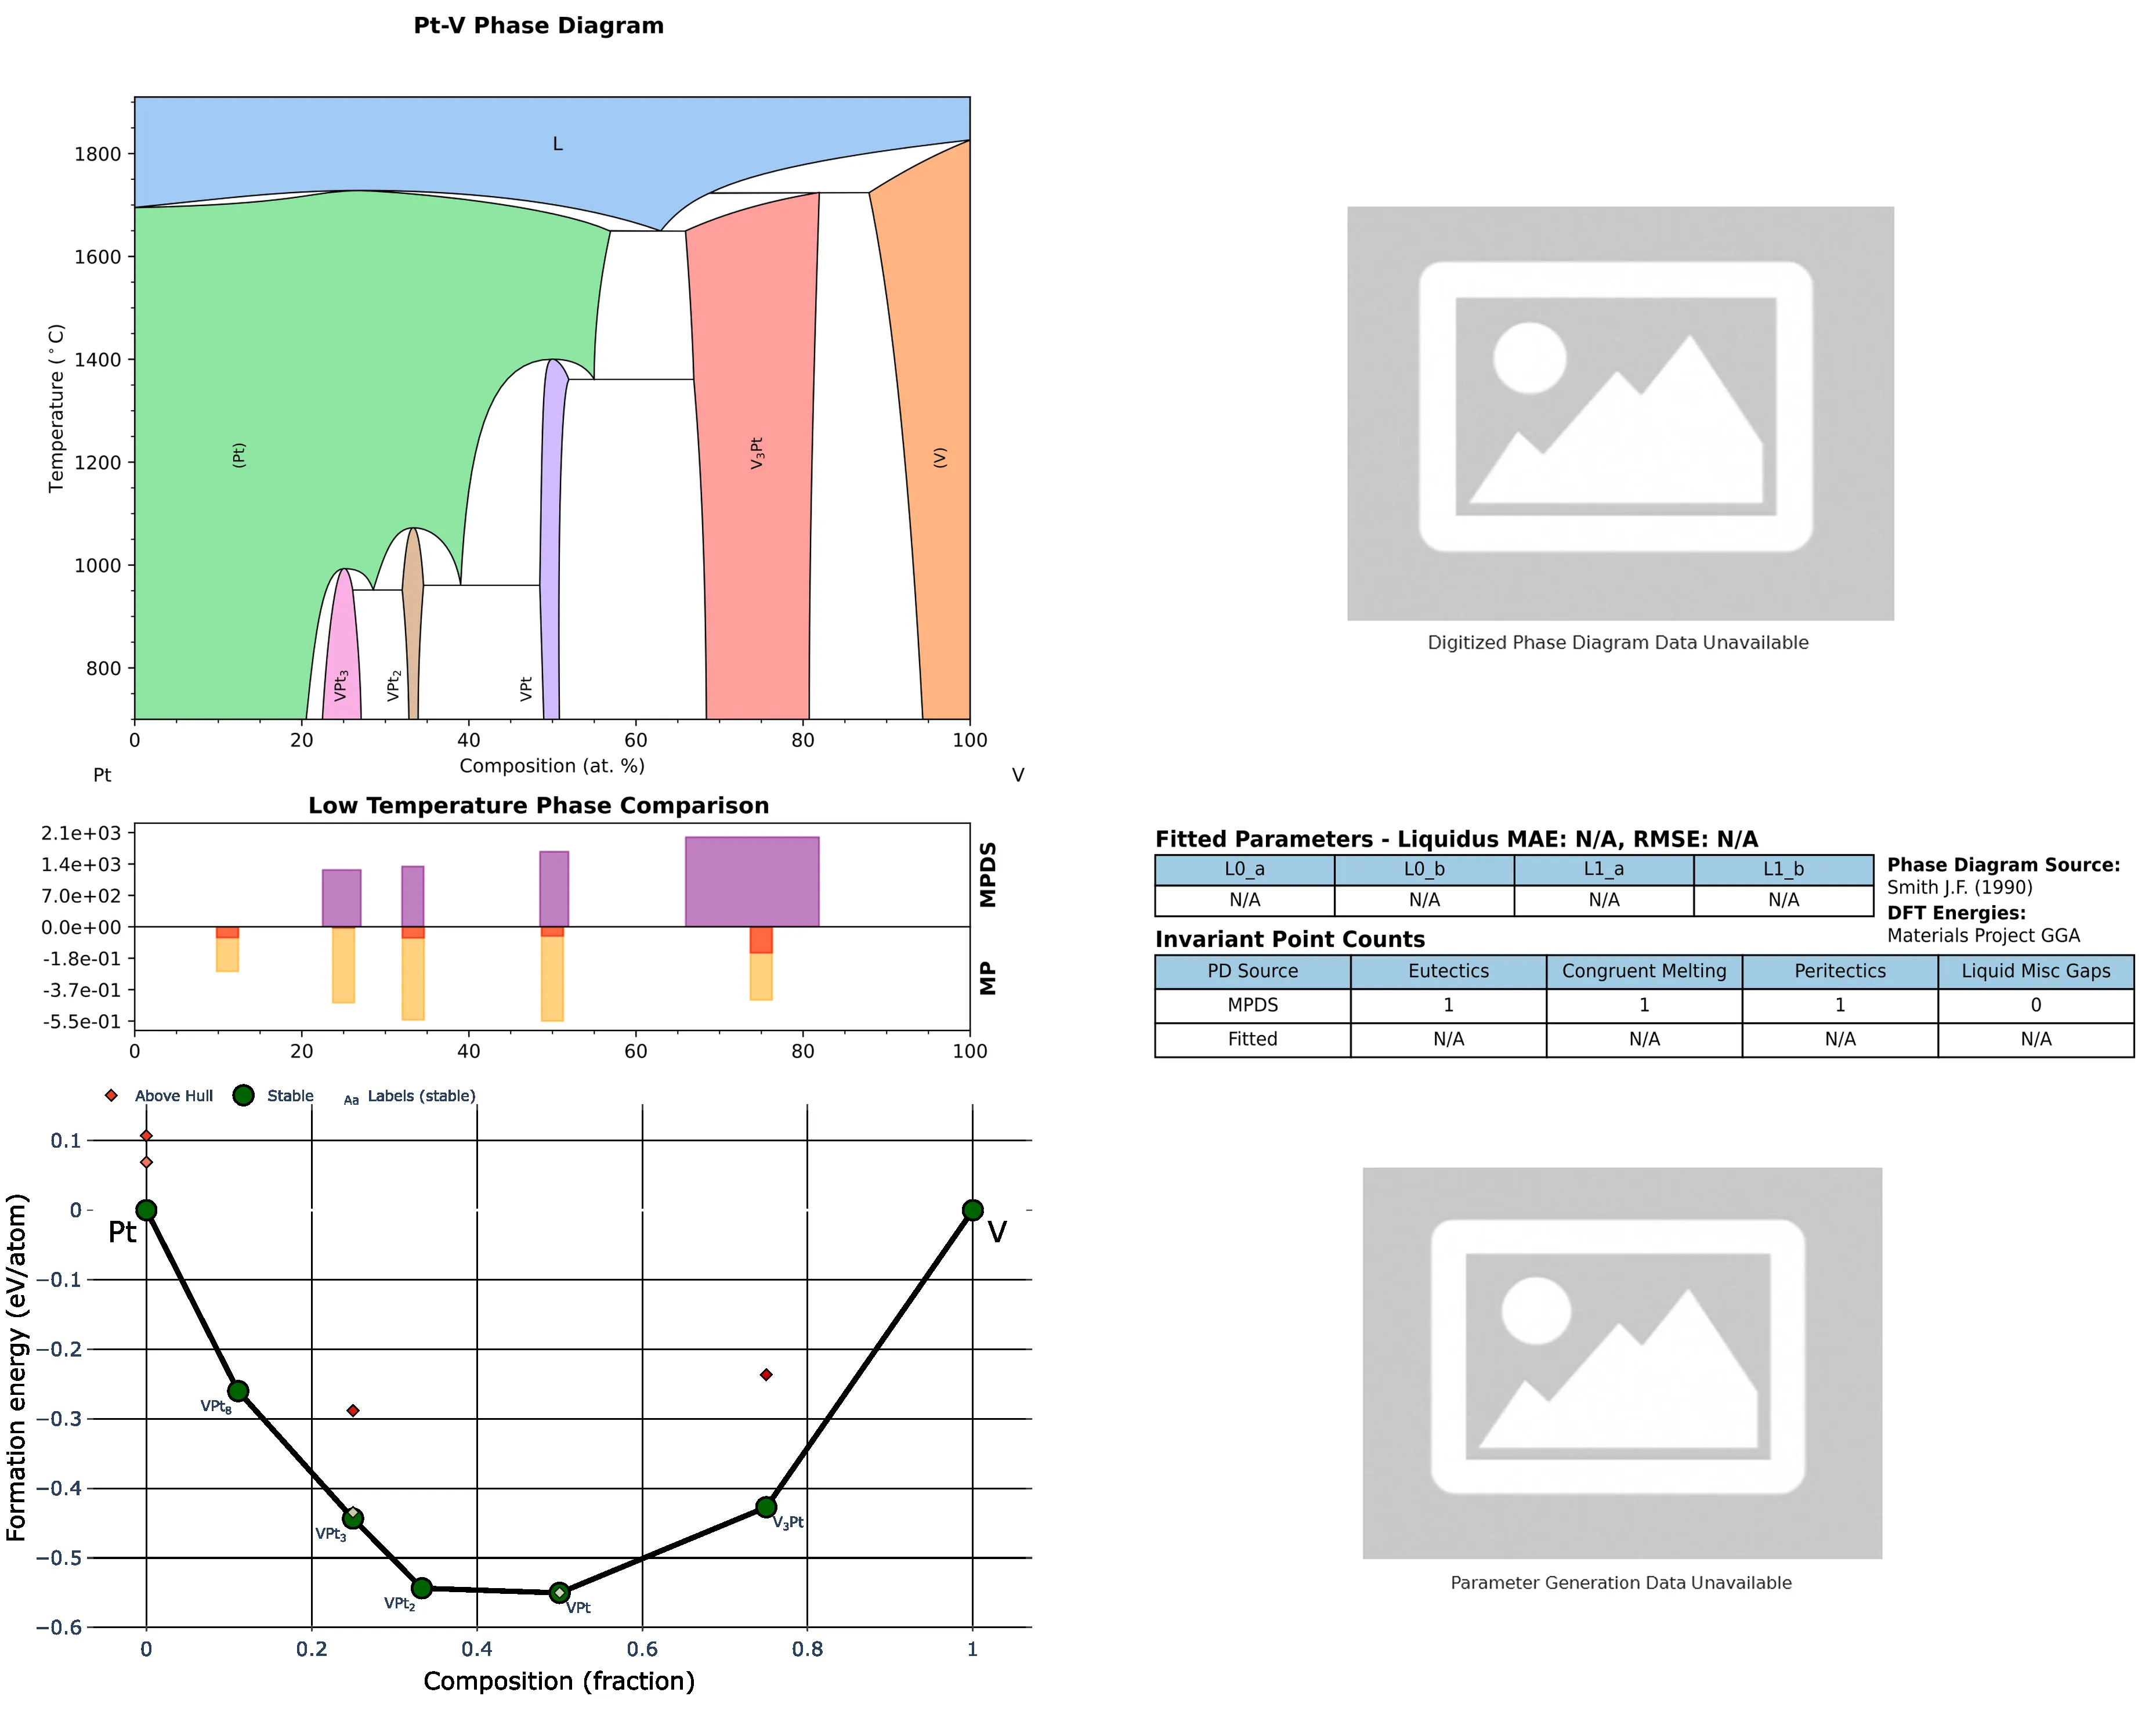 Pt-V Phase Diagram
L
(Pt)
V₃Pt
(V)
VPt₃
VPt₂
VPt
1800
1600
1400
1200
1000
800
Temperature (°C)
0 20 40 60 80 100
Composition (at. %)
Pt V
Digitized Phase Diagram Data Unavailable
Low Temperature Phase Comparison
2.1e+03
1.4e+03
7.0e+02
0.0e+00
-1.8e-01
-3.7e-01
-5.5e-01
MPDS
MP
0 20 40 60 80 100
Fitted Parameters - Liquidus MAE: N/A, RMSE: N/A
L0_a L0_b L1_a L1_b
N/A N/A N/A N/A
Phase Diagram Source:
Smith J.F. (1990)
DFT Energies:
Materials Project GGA
Invariant Point Counts
PD Source Eutectics Congruent Melting Peritectics Liquid Misc Gaps
MPDS 1 1 1 0
Fitted N/A N/A N/A N/A
Above Hull Stable Aa Labels (stable)
0.1
0
−0.1
−0.2
−0.3
−0.4
−0.5
−0.6
Formation energy (eV/atom)
Pt
V
VPt₈
VPt₃
VPt₂
VPt
V₃Pt
0 0.2 0.4 0.6 0.8 1
Composition (fraction)
Parameter Generation Data Unavailable